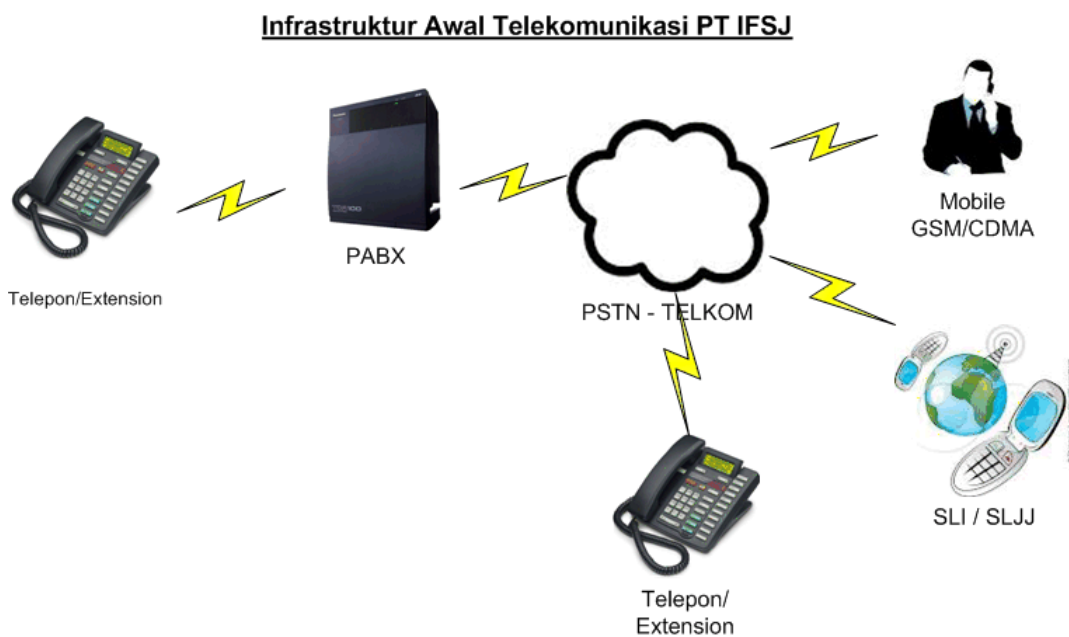 Infrastruktur Awal Telekomunikasi PT IFSJ
Mobile
GSM/CDMA
PABX
Telepon/Extension
PSTN - TELKOM
SLI / SLJJ
Telepon/
Extension